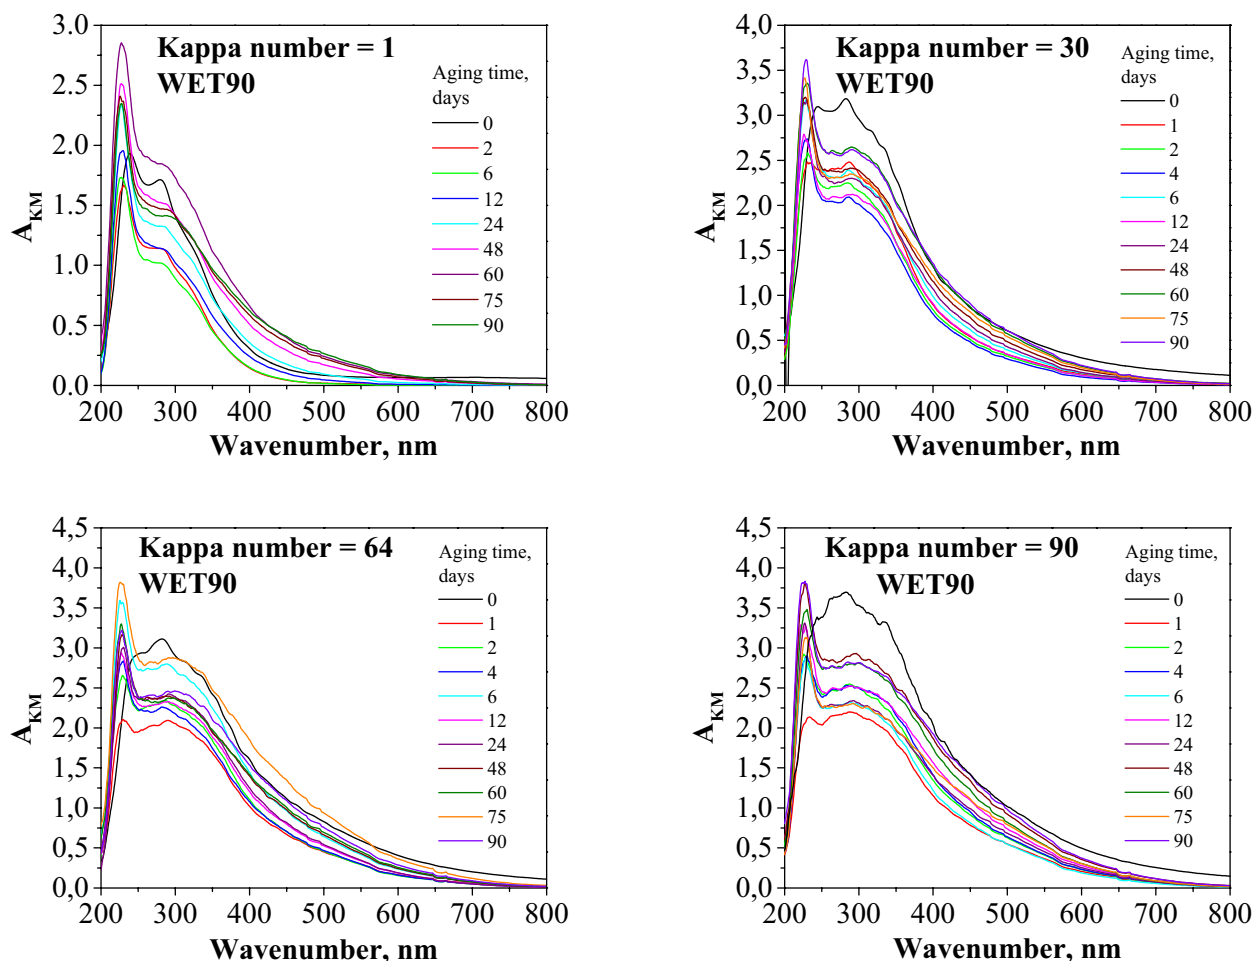 3.0
2.5
2.0
1.5
1.0
0.5
0.0
A_KM
Kappa number = 1
WET90
Aging time,
days
0
2
6
12
24
48
60
75
90
200 300 400 500 600 700 800
Wavenumber, nm
4,0
3,5
3,0
2,5
2,0
1,5
1,0
0,5
0,0
A_KM
Kappa number = 30
WET90
Aging time,
days
0
1
2
4
6
12
24
48
60
75
90
200 300 400 500 600 700 800
Wavenumber, nm
4,5
4,0
3,5
3,0
2,5
2,0
1,5
1,0
0,5
0,0
A_KM
Kappa number = 64
WET90
Aging time,
days
0
1
2
4
6
12
24
48
60
75
90
200 300 400 500 600 700 800
Wavenumber, nm
4,5
4,0
3,5
3,0
2,5
2,0
1,5
1,0
0,5
0,0
A_KM
Kappa number = 90
WET90
Aging time,
days
0
1
2
4
6
12
24
48
60
75
90
200 300 400 500 600 700 800
Wavenumber, nm